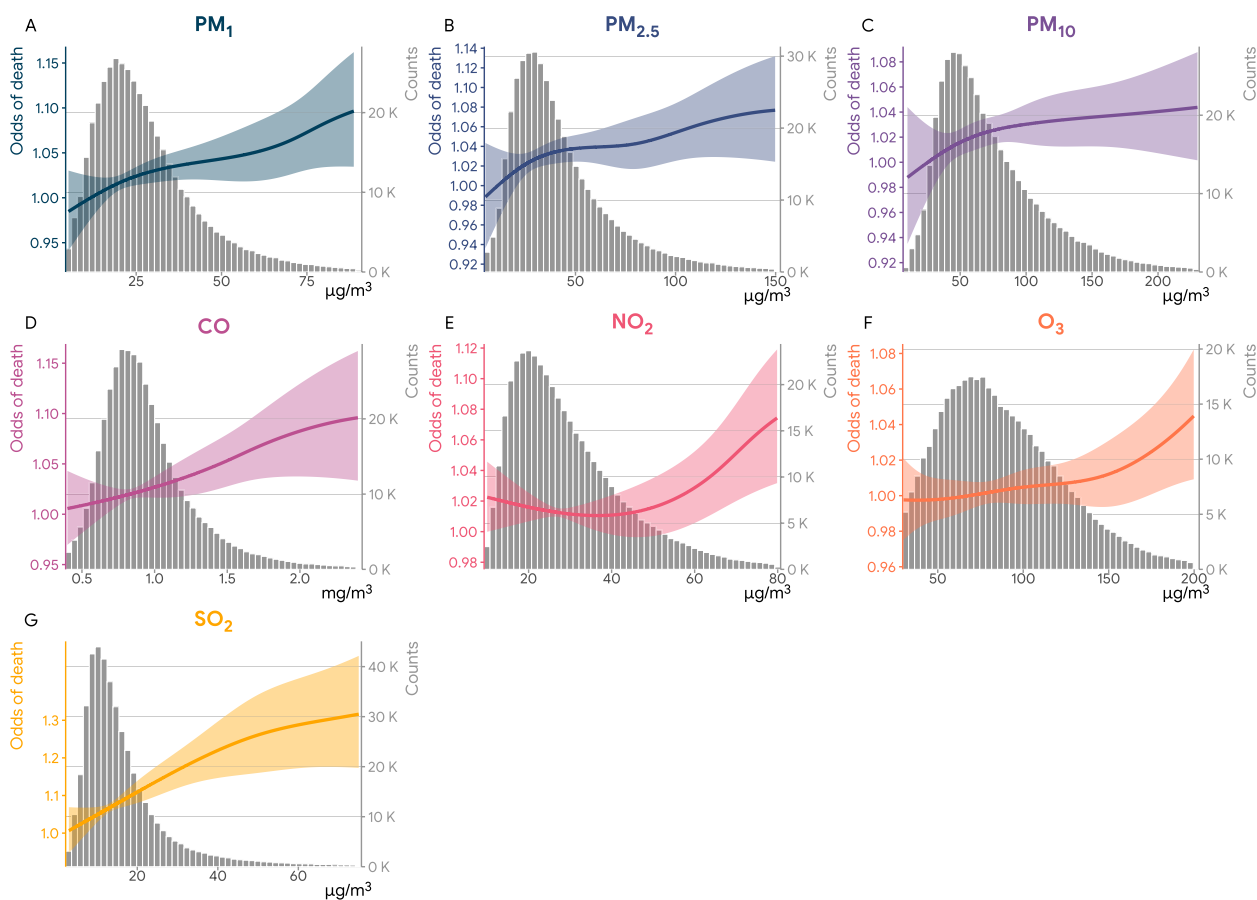 A PM₁
Odds of death
Counts
1.15
1.10
1.05
1.00
0.95
20 K
10 K
0 K
25 50 75
µg/m³
B PM₂.₅
Odds of death
Counts
1.14
1.12
1.10
1.08
1.06
1.04
1.02
1.00
0.98
0.96
0.94
0.92
30 K
20 K
10 K
0 K
50 100 150
µg/m³
C PM₁₀
Odds of death
Counts
1.08
1.06
1.04
1.02
1.00
0.98
0.96
0.94
0.92
20 K
10 K
0 K
50 100 150 200
µg/m³
D CO
Odds of death
Counts
1.15
1.10
1.05
1.00
0.95
20 K
10 K
0 K
0.5 1.0 1.5 2.0
mg/m³
E NO₂
Odds of death
Counts
1.12
1.10
1.08
1.06
1.04
1.02
1.00
0.98
20 K
15 K
10 K
5 K
0 K
20 40 60 80
µg/m³
F O₃
Odds of death
Counts
1.08
1.06
1.04
1.02
1.00
0.98
0.96
20 K
15 K
10 K
5 K
0 K
50 100 150 200
µg/m³
G SO₂
Odds of death
Counts
1.3
1.2
1.1
1.0
40 K
30 K
20 K
10 K
0 K
20 40 60
µg/m³